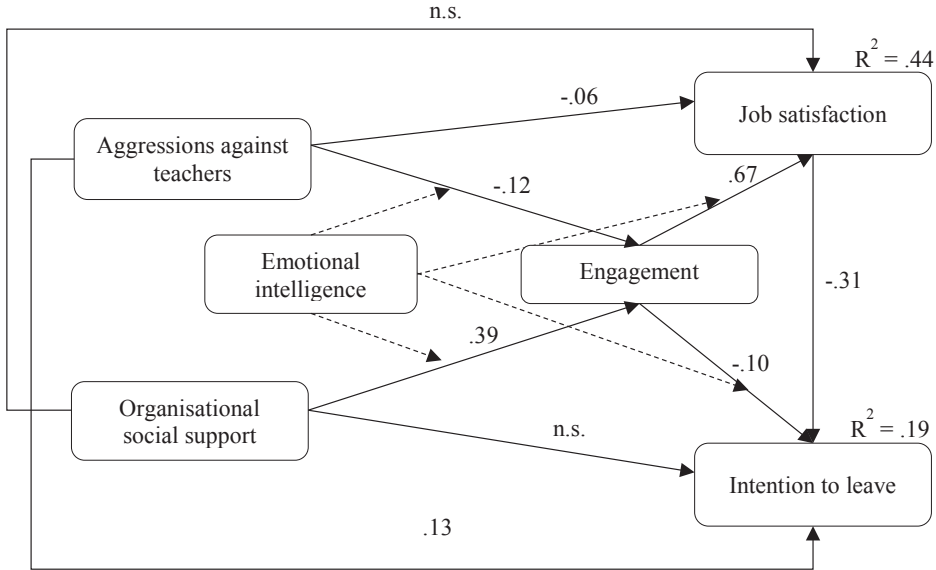 n.s.
R² = .44
-.06
Job satisfaction
Aggressions against
teachers
-.12
.67
Emotional
intelligence
Engagement
-.31
.39
-.10
Organisational
social support
n.s.
R² = .19
Intention to leave
.13